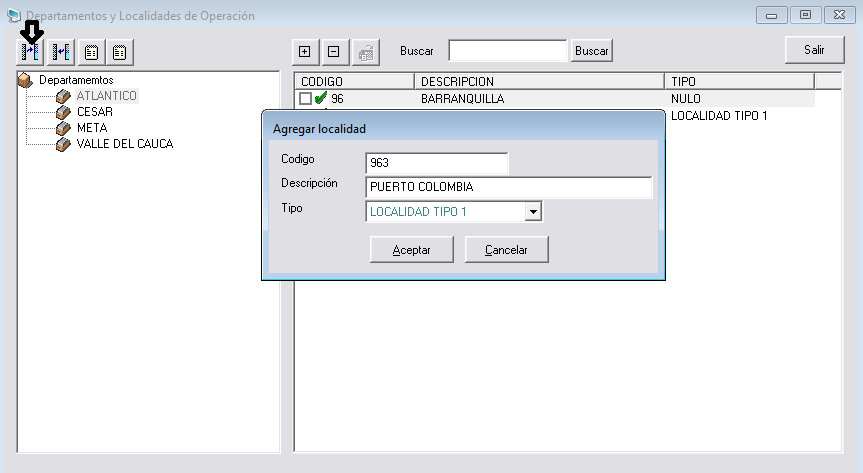 Departamentos y Localidades de Operación
Buscar Buscar Salir
Departamentos
ATLANTICO
CESAR
META
VALLE DEL CAUCA
CODIGO DESCRIPCION TIPO
96 BARRANQUILLA NULO
LOCALIDAD TIPO 1
Agregar localidad
Codigo 963
Descripción PUERTO COLOMBIA
Tipo LOCALIDAD TIPO 1
Aceptar Cancelar